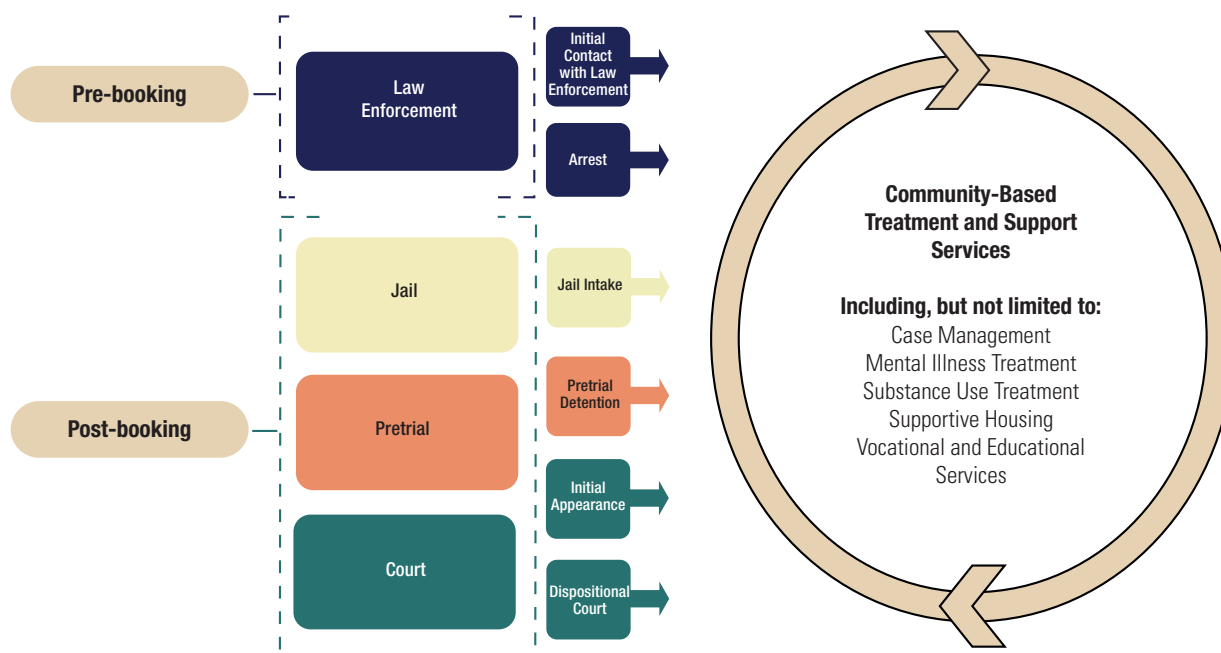 Pre-booking
Law
Enforcement
Initial
Contact
with Law
Enforcement
Arrest
Post-booking
Jail
Jail Intake
Pretrial
Pretrial
Detention
Court
Initial
Appearance
Dispositional
Court
Community-Based
Treatment and Support
Services
Including, but not limited to:
Case Management
Mental Illness Treatment
Substance Use Treatment
Supportive Housing
Vocational and Educational
Services